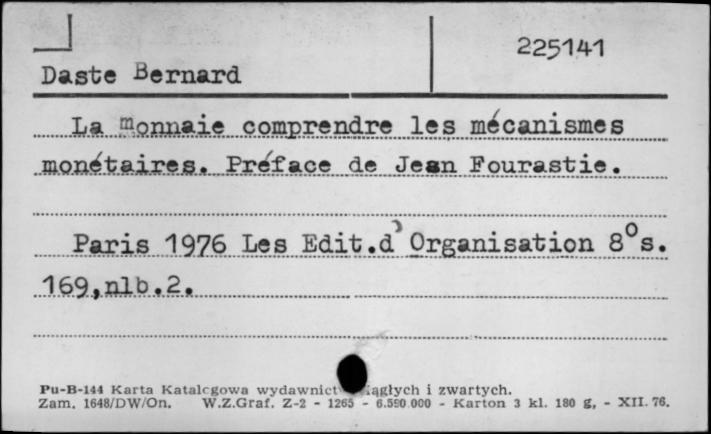 225141
Daste Bernard
La monnaie comprendre les mécanismes
monétaires. Préface de Jean Fourastie.
Paris 1976 Les Edit.d'Organisation 8°s.
169,nlb.2.
Pu-B-144 Karta Katalogowa wydawnict iągłych i zwartych.
Zam. 1648/DW/On. W.Z.Graf. Z-2 - 1265 - 6.590.000 - Karton 3 kl. 180 g, - XII. 76.